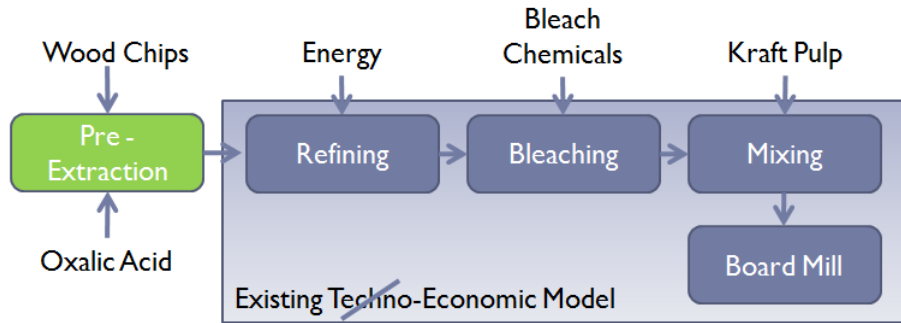 Wood Chips
Energy
Bleach
Chemicals
Kraft Pulp
Pre -
Extraction
Refining
Bleaching
Mixing
Oxalic Acid
Board Mill
Existing Techno-Economic Model